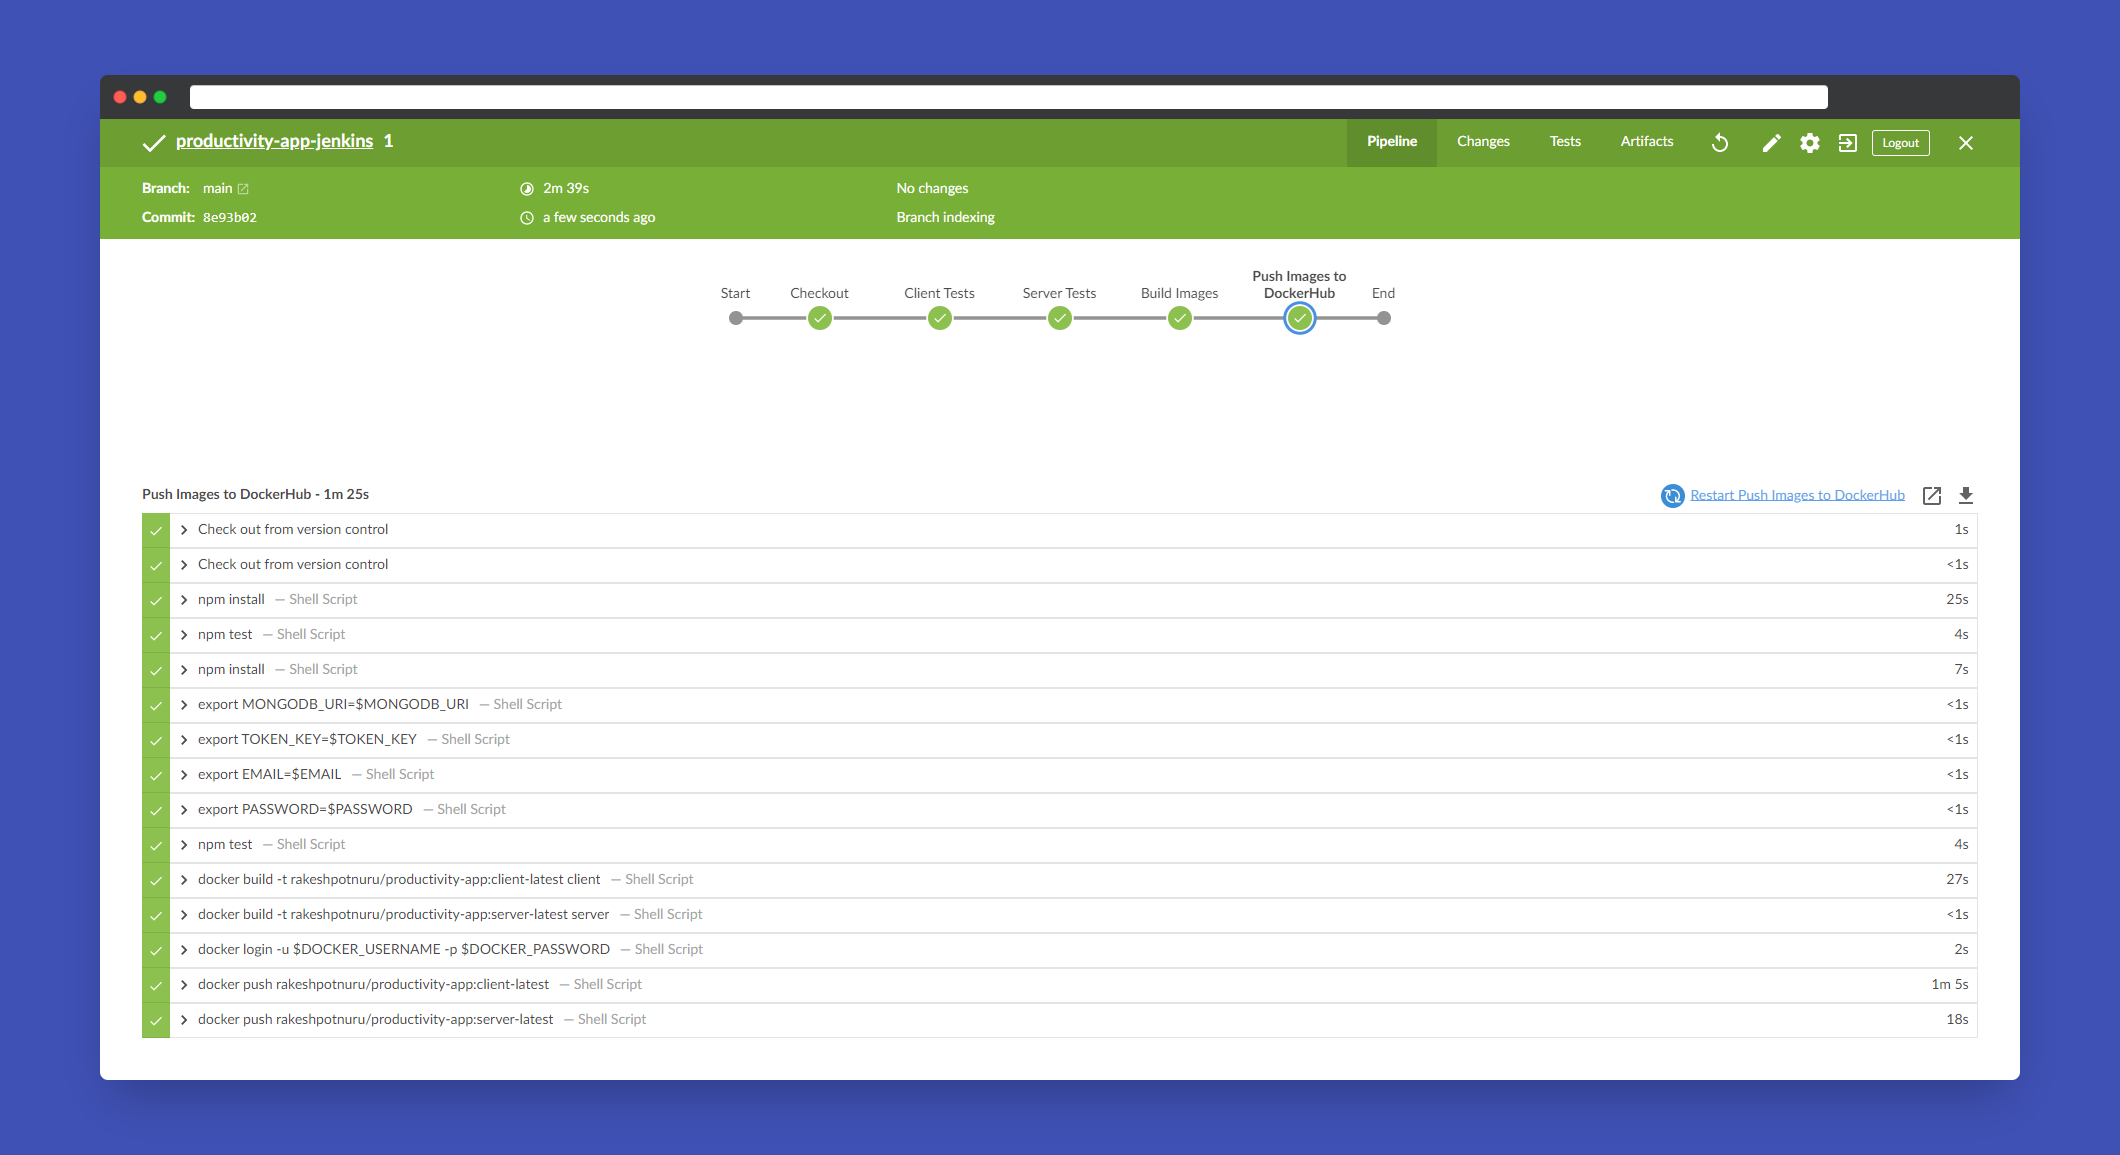 productivity-app-jenkins 1 Pipeline Changes Tests Artifacts Logout
Branch: main 2m 39s No changes
Commit: 8e93b02 a few seconds ago Branch indexing
Push Images to
Start Checkout Client Tests Server Tests Build Images DockerHub End
Push Images to DockerHub - 1m 25s Restart Push Images to DockerHub
Check out from version control 1s
Check out from version control <1s
npm install — Shell Script 25s
npm test — Shell Script 4s
npm install — Shell Script 7s
export MONGODB_URI=$MONGODB_URI — Shell Script <1s
export TOKEN_KEY=$TOKEN_KEY — Shell Script <1s
export EMAIL=$EMAIL — Shell Script <1s
export PASSWORD=$PASSWORD — Shell Script <1s
npm test — Shell Script 4s
docker build -t rakeshpotnuru/productivity-app:client-latest client — Shell Script 27s
docker build -t rakeshpotnuru/productivity-app:server-latest server — Shell Script <1s
docker login -u $DOCKER_USERNAME -p $DOCKER_PASSWORD — Shell Script 2s
docker push rakeshpotnuru/productivity-app:client-latest — Shell Script 1m 5s
docker push rakeshpotnuru/productivity-app:server-latest — Shell Script 18s